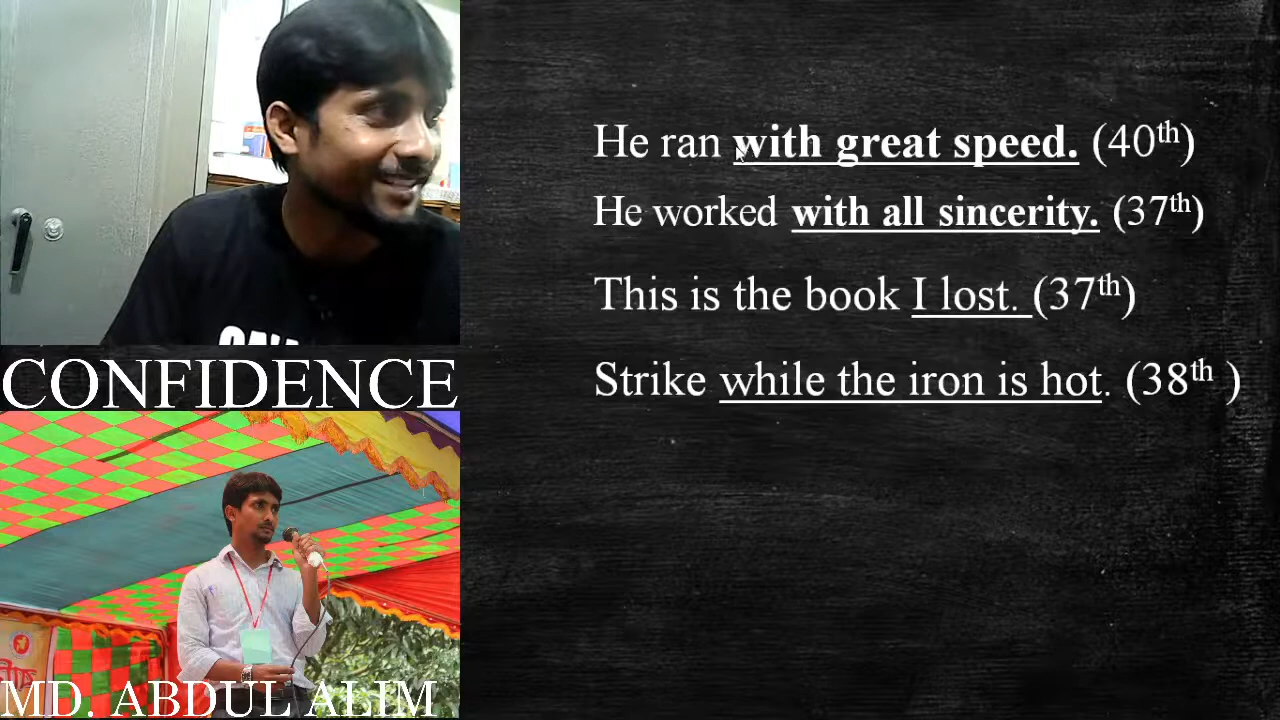 He ran with great speed. (40th)
He worked with all sincerity. (37th)
This is the book I lost. (37th)
Strike while the iron is hot. (38th )
CONFIDENCE
MD. ABDUL ALIM